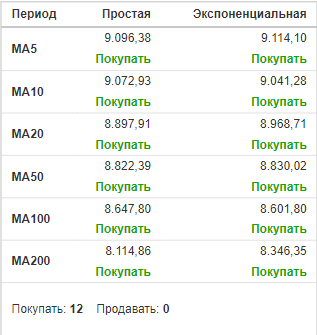 Период Простая Экспоненциальная
MA5 9.096,38 9.114,10
Покупать Покупать
MA10 9.072,93 9.041,28
Покупать Покупать
MA20 8.897,91 8.968,71
Покупать Покупать
MA50 8.822,39 8.830,02
Покупать Покупать
MA100 8.647,80 8.601,80
Покупать Покупать
MA200 8.114,86 8.346,35
Покупать Покупать
Покупать: 12 Продавать: 0